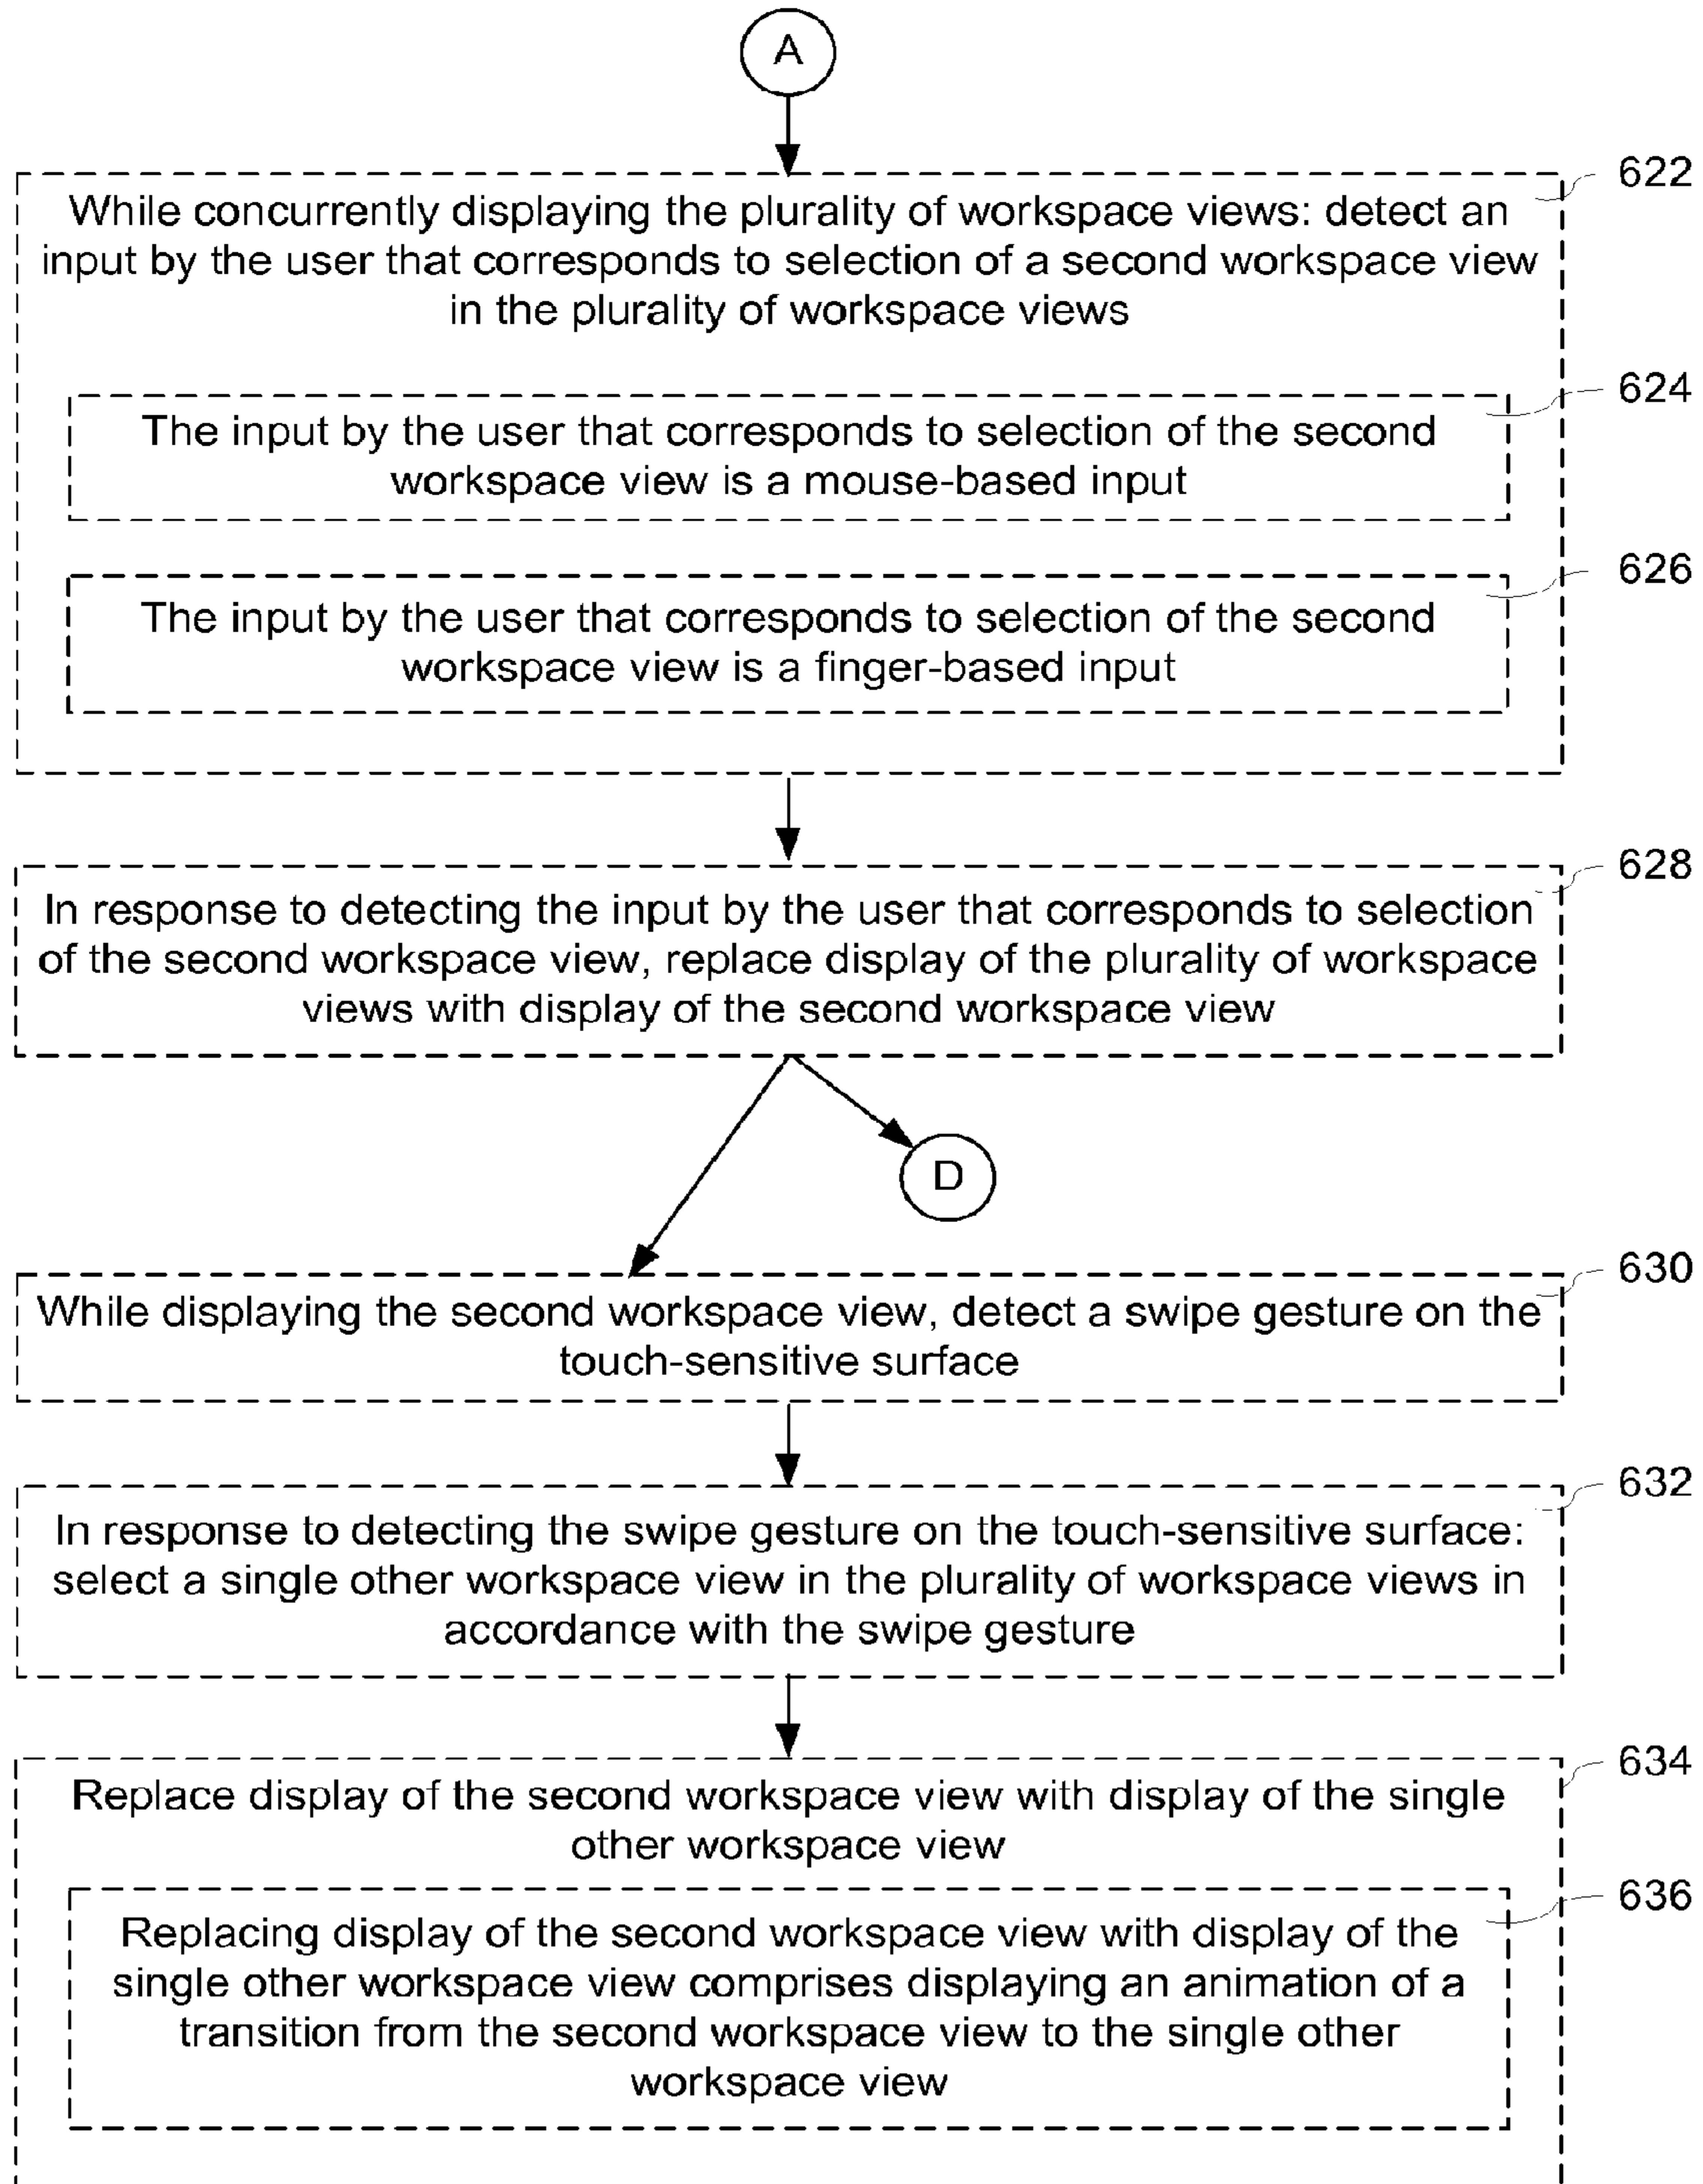 A
622
While concurrently displaying the plurality of workspace views: detect an
input by the user that corresponds to selection of a second workspace view
in the plurality of workspace views
624
The input by the user that corresponds to selection of the second
workspace view is a mouse-based input
626
The input by the user that corresponds to selection of the second
workspace view is a finger-based input
628
In response to detecting the input by the user that corresponds to selection
of the second workspace view, replace display of the plurality of workspace
views with display of the second workspace view
D
630
While displaying the second workspace view, detect a swipe gesture on the
touch-sensitive surface
632
In response to detecting the swipe gesture on the touch-sensitive surface:
select a single other workspace view in the plurality of workspace views in
accordance with the swipe gesture
634
Replace display of the second workspace view with display of the single
other workspace view
636
Replacing display of the second workspace view with display of the
single other workspace view comprises displaying an animation of a
transition from the second workspace view to the single other
workspace view